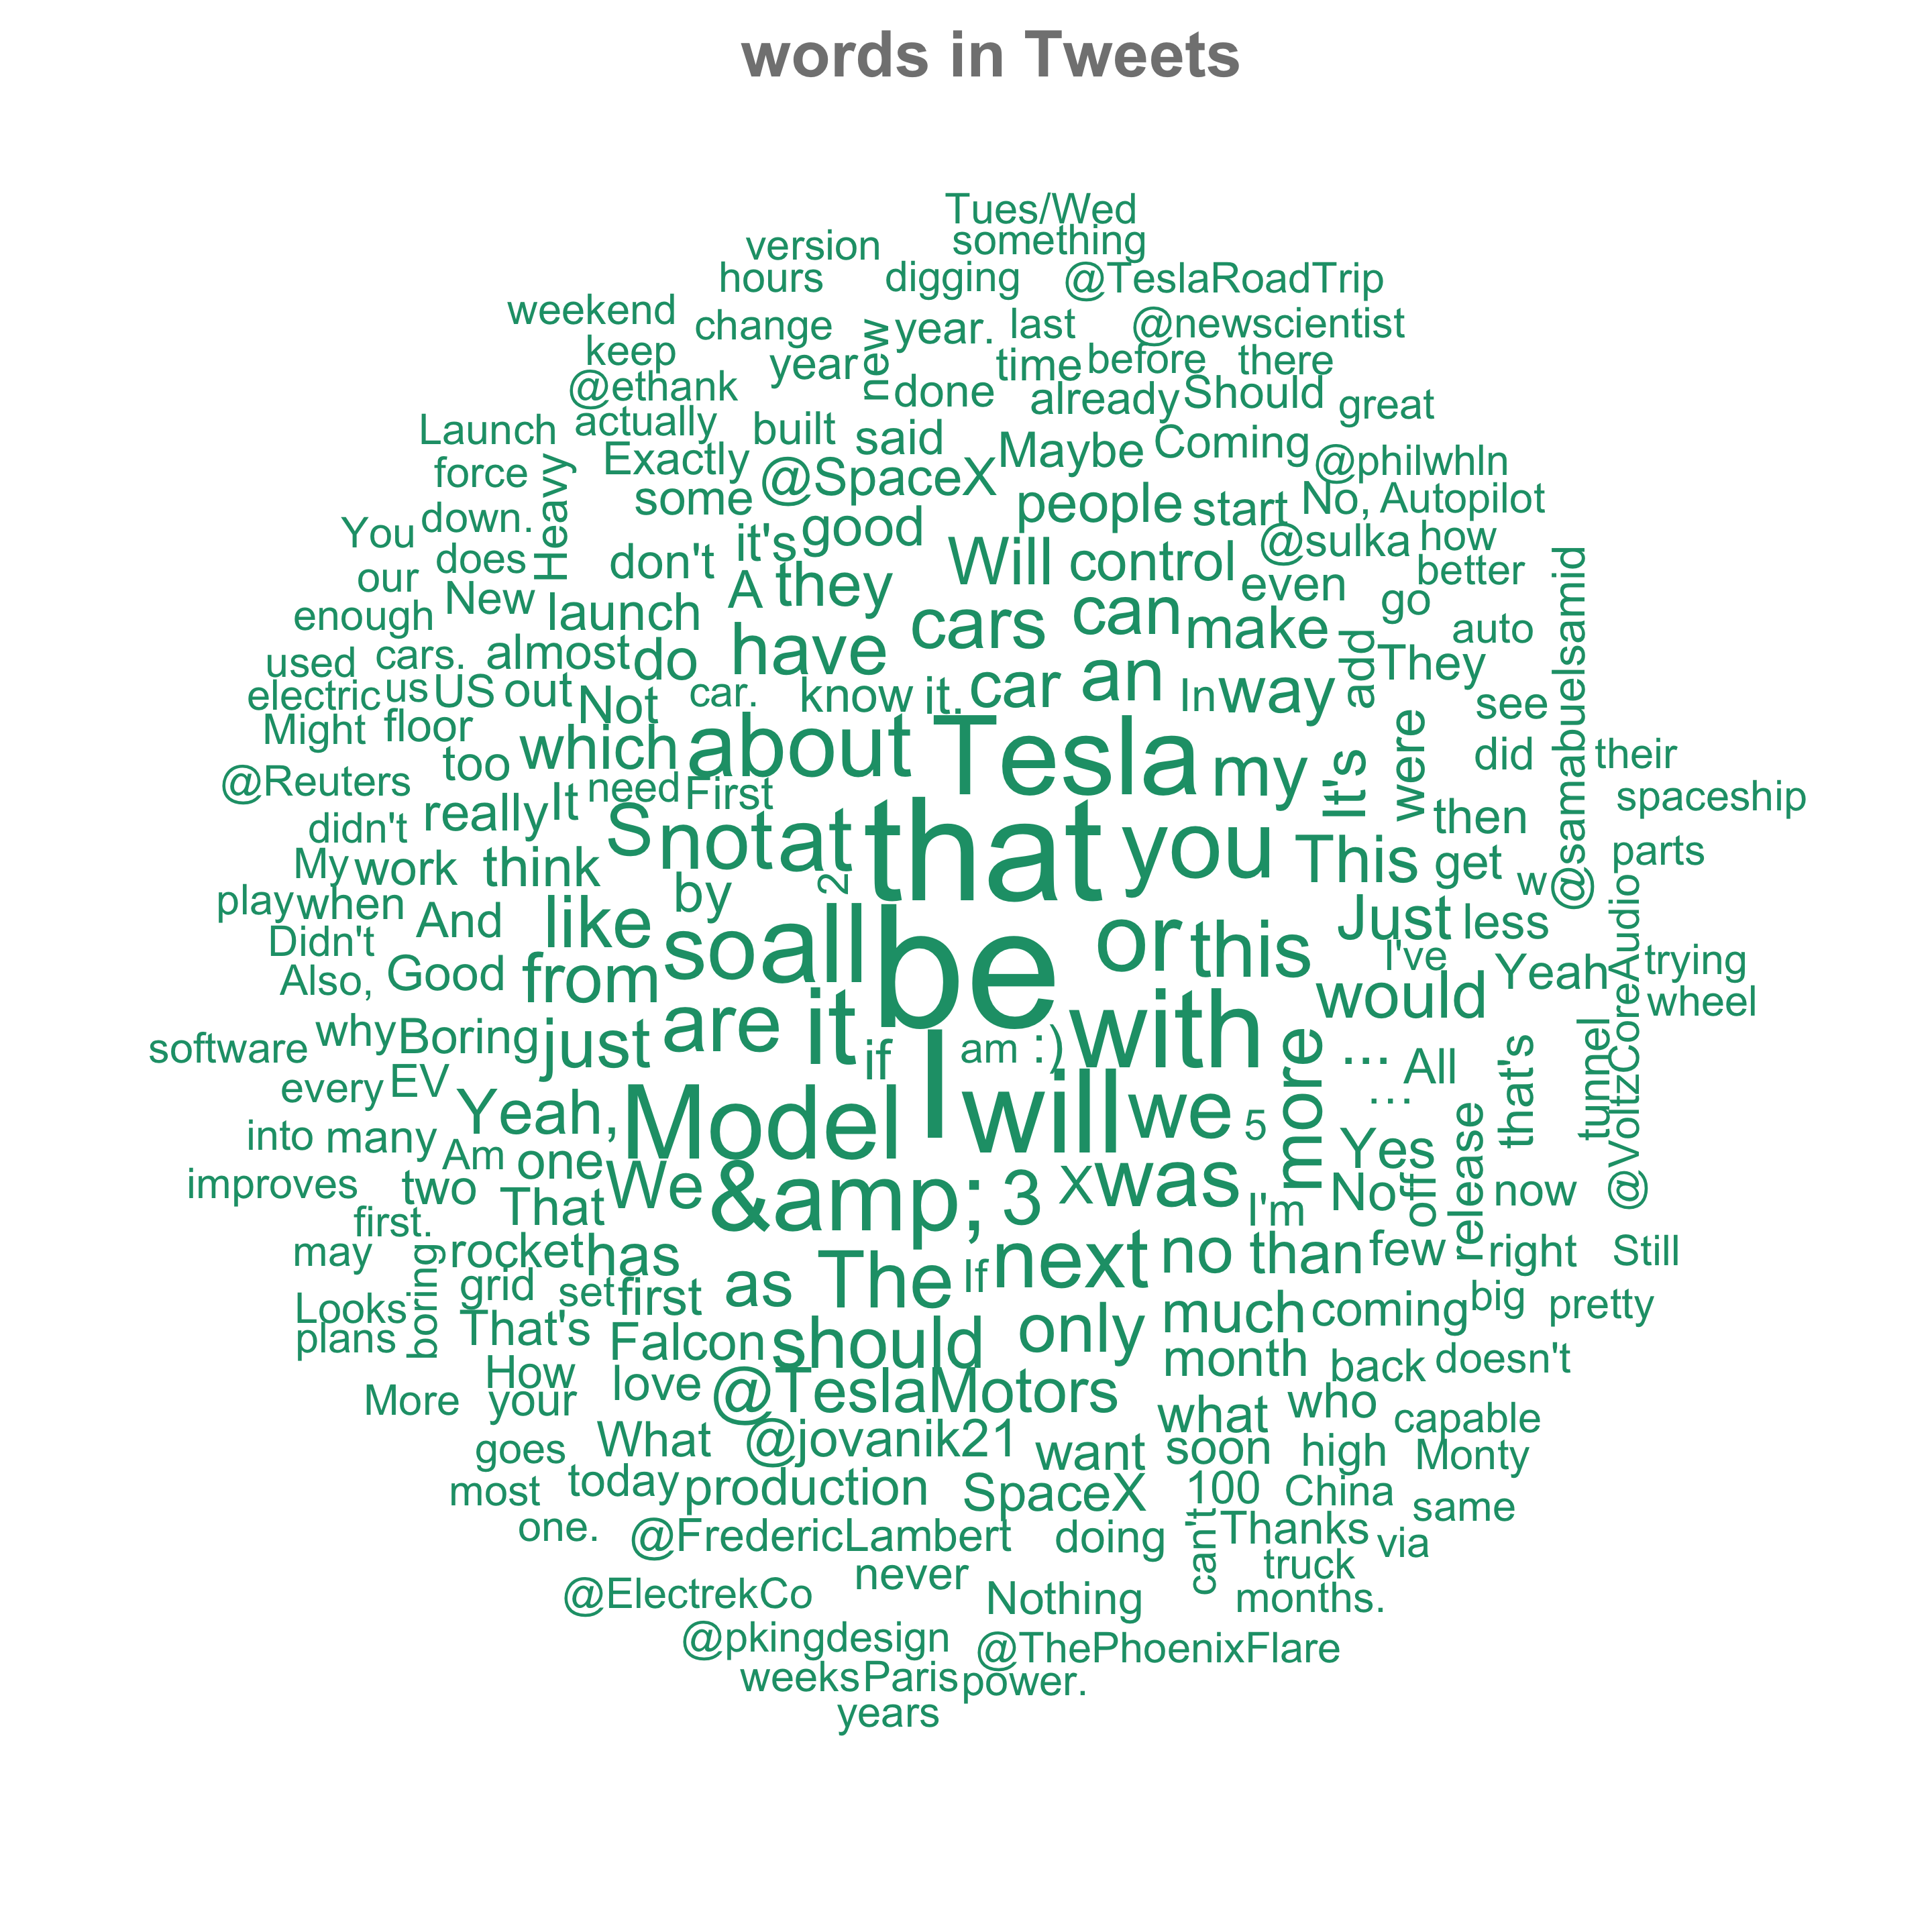 words in Tweets
Tues/Wed
version something
hours digging @TeslaRoadTrip
weekend change new year. last @newscientist
keep year time before there
@ethank done already Should great
Launch actually built said Maybe Coming
force Heavy Exactly @SpaceX @philwhln
some people start No, Autopilot
You down. it's good @sulka how
does don't Will control better
our A they even @samabuelsamid
enough New launch cars can make go auto
used cars. almost do have add They
electric us US out Not car. know it. car an In way see
Might floor which about Tesla my It's were did their
@Reuters too need First spaceship
didn't really It S not at that you This then parts
My work think 2 get w
play when And like by Just less @VoltzCoreAudio
Didn't so all be or this I've trying
Also, Good from would Yeah wheel
software why Boring just are it if I am :) with more ... All that's tunnel
every EV ...
Yeah, Model will we 5 release
into many Am one Yes
improves two That We &amp; 3 X was I'm No off now
first.
may boring rocket has next no than few right Still
grid set first as The If
Looks much coming big pretty
plans That's Falcon should only
How month back doesn't
More your love @TeslaMotors what who capable
goes What @jovanik21 want soon high Monty
most today production SpaceX 100 China same
one. @FredericLambert doing can't Thanks via
never truck
@ElectrekCo Nothing months.
@pkingdesign @ThePhoenixFlare
weeks Paris power.
years